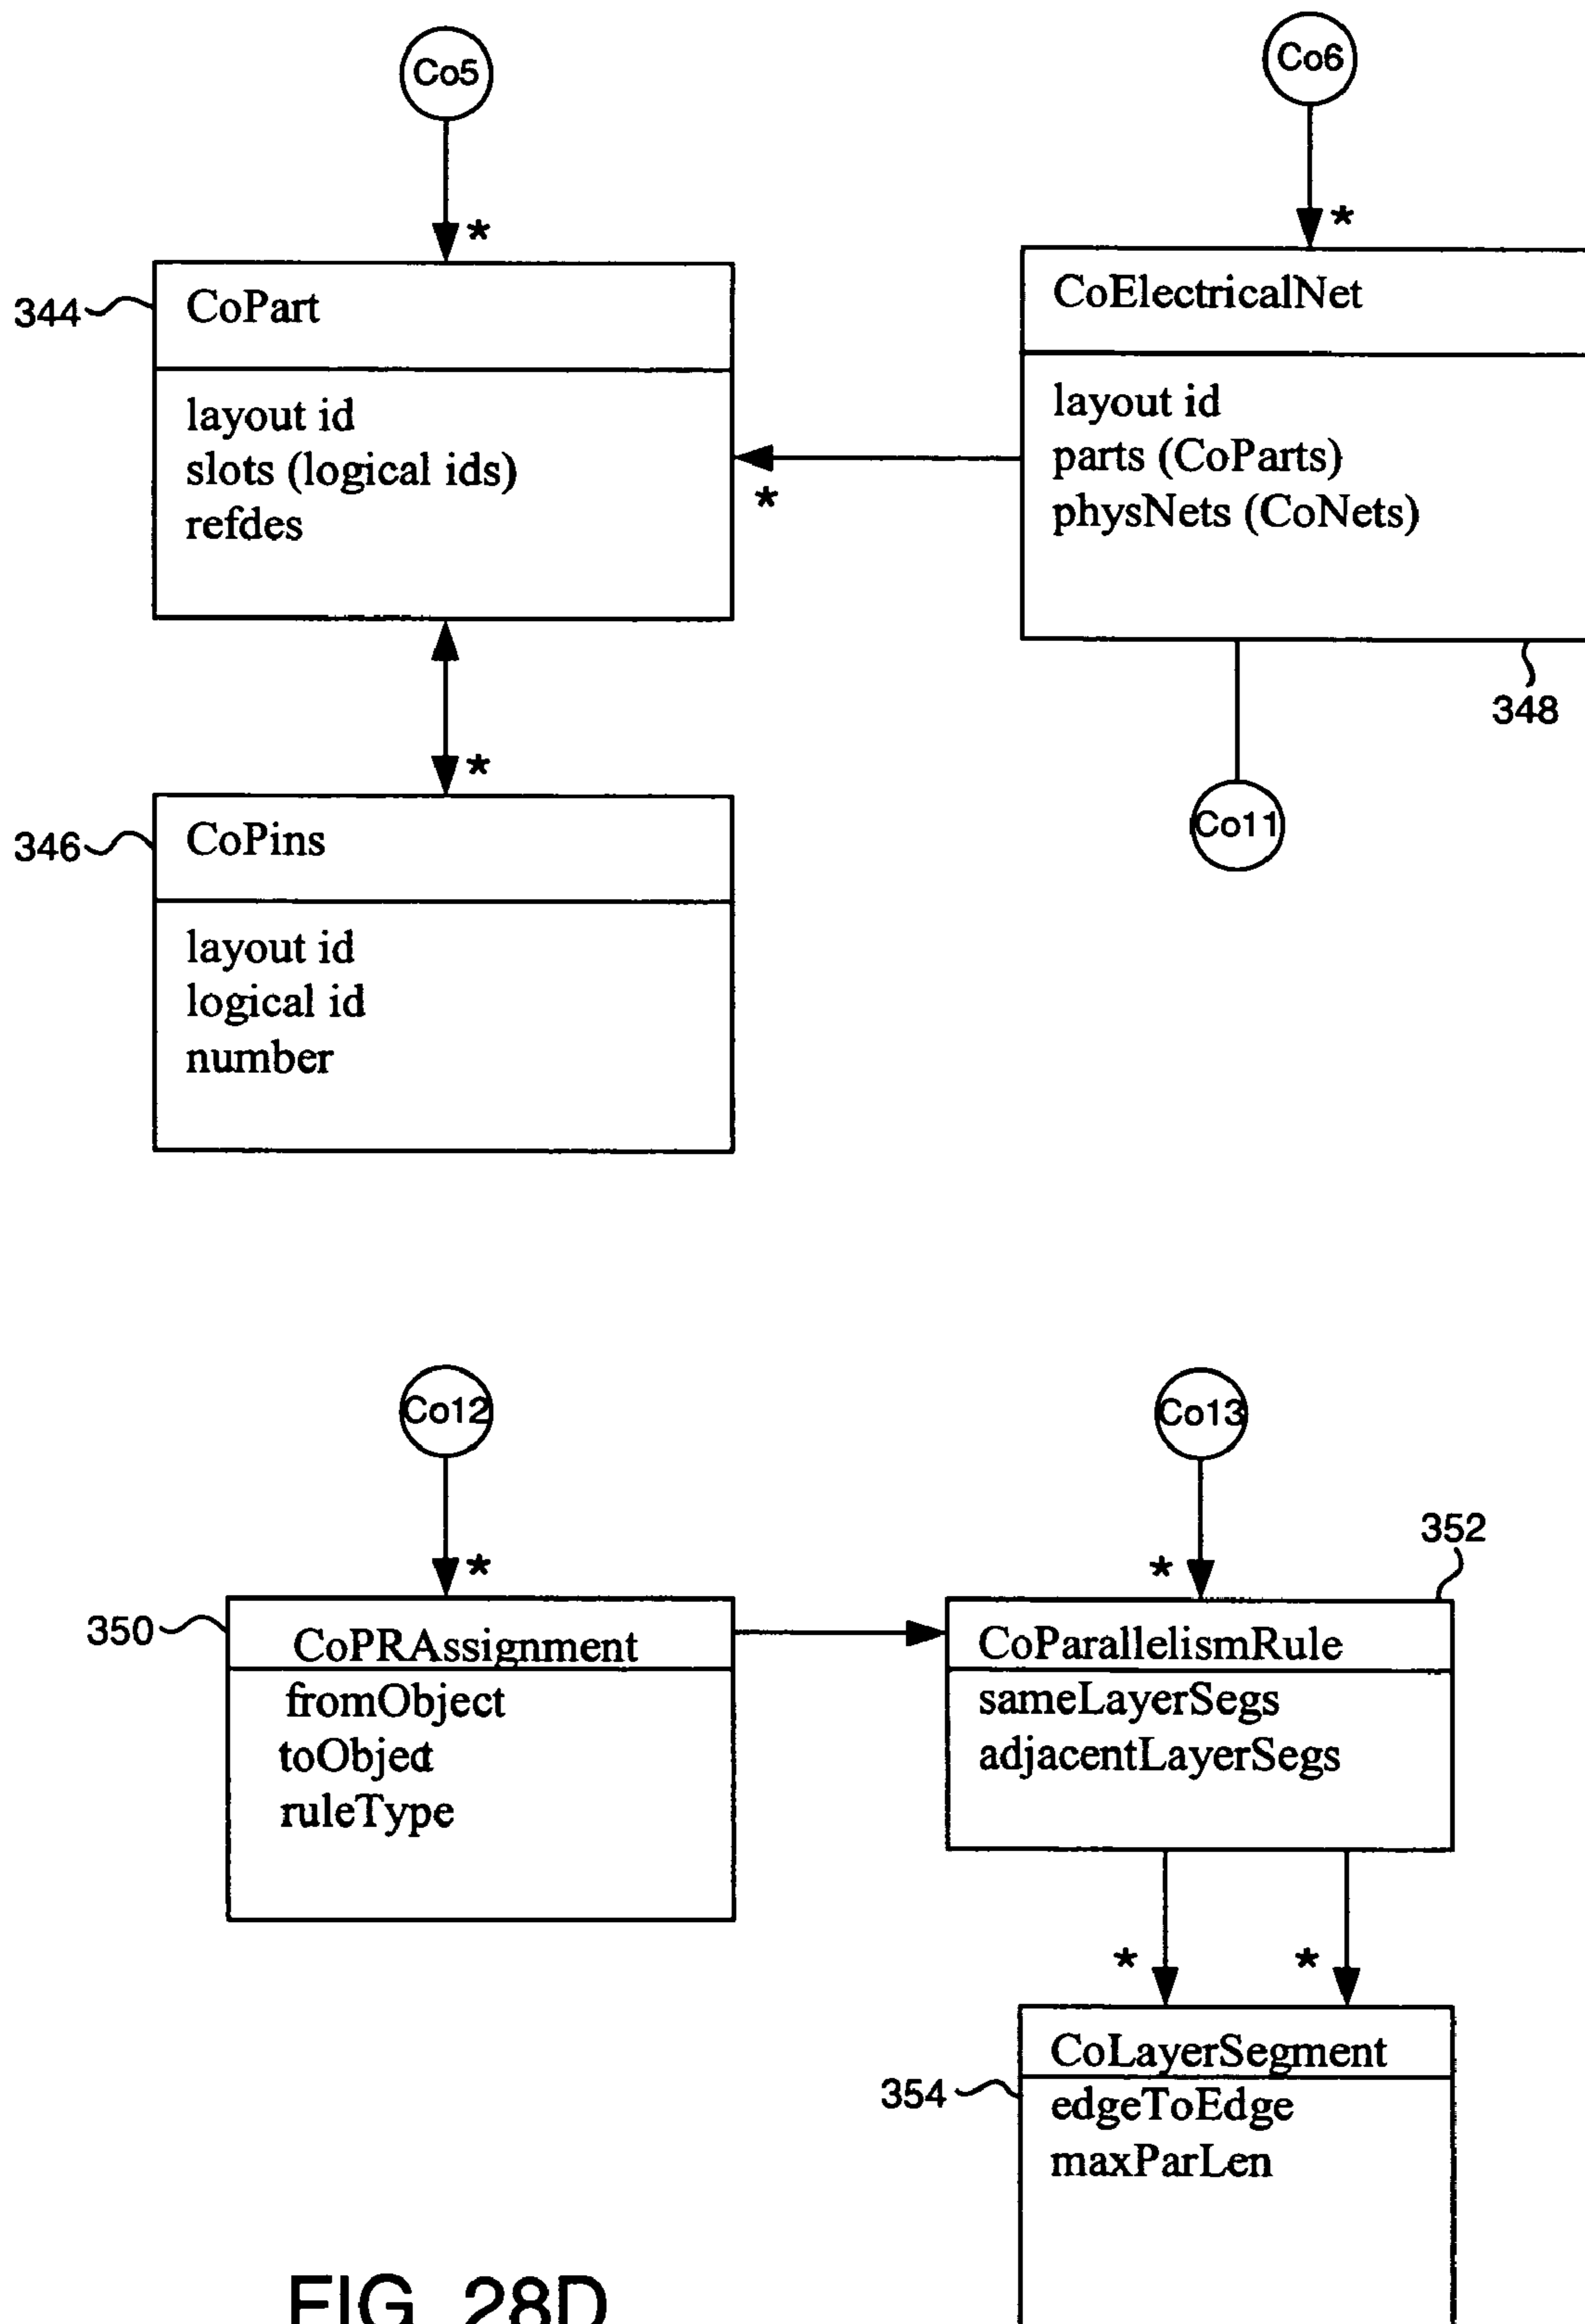 Co5
Co6
*
*
344
CoPart
CoElectricalNet
layout id
slots (logical ids)
refdes
layout id
parts (CoParts)
physNets (CoNets)
*
348
*
Co11
346
CoPins
layout id
logical id
number
Co12
Co13
352
*
*
350
CoPRAssignment
fromObject
toObject
ruleType
CoParallelismRule
sameLayerSegs
adjacentLayerSegs
*
*
CoLayerSegment
354
edgeToEdge
maxParLen
FIG. 28D